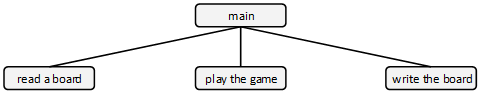 main
read a board
play the game
write the board